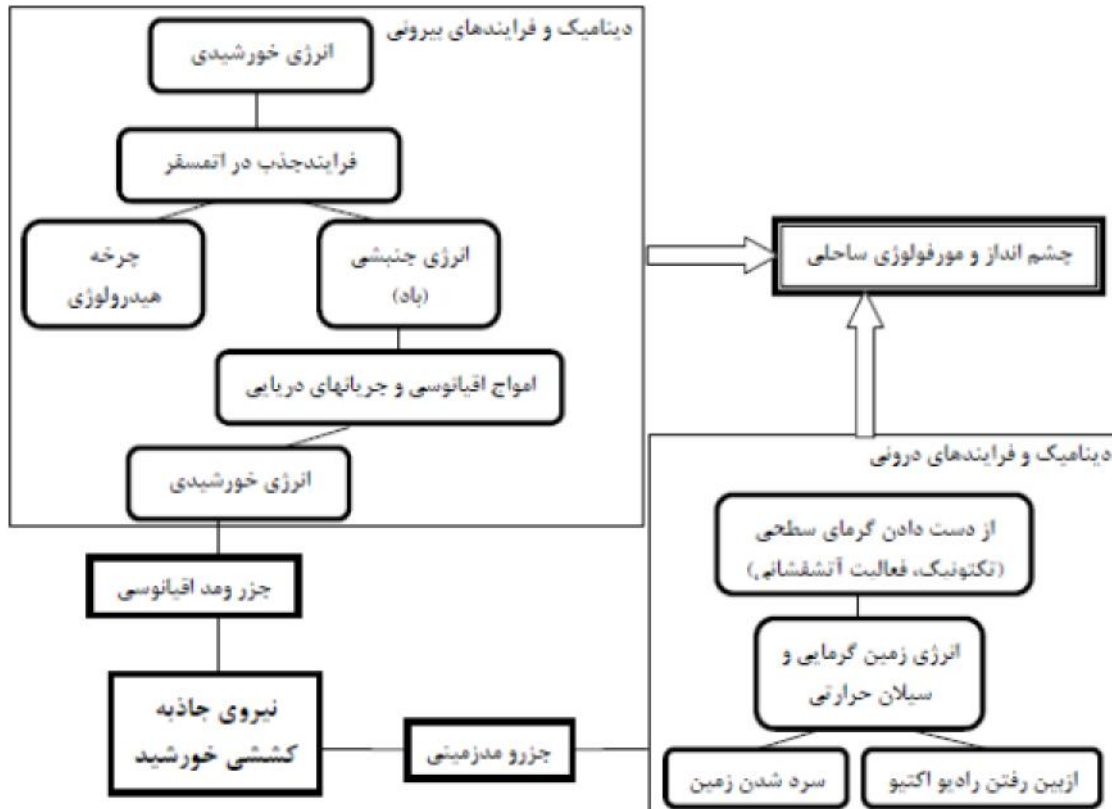 دینامیک و فرایندهای بیرونی
انرژی خورشیدی
فرایندجذب در اتمسفر
چرخه
هیدرولوژی
انرژی جنبشی
(باد)
امواج اقیانوسی و جریانهای دریایی
انرژی خورشیدی
چشم انداز و مورفولوژی ساحلی
دینامیک و فرایندهای درونی
از دست دادن گرمای سطحی
(تکتونیک، فعالیت آتشفشانی)
انرژی زمین گرمایی و
سیلان حرارتی
ازبین رفتن رادیو اکتیو
سرد شدن زمین
جزر ومد اقیانوسی
نیروی جاذبه
کششی خورشید
جزرو مدزمینی